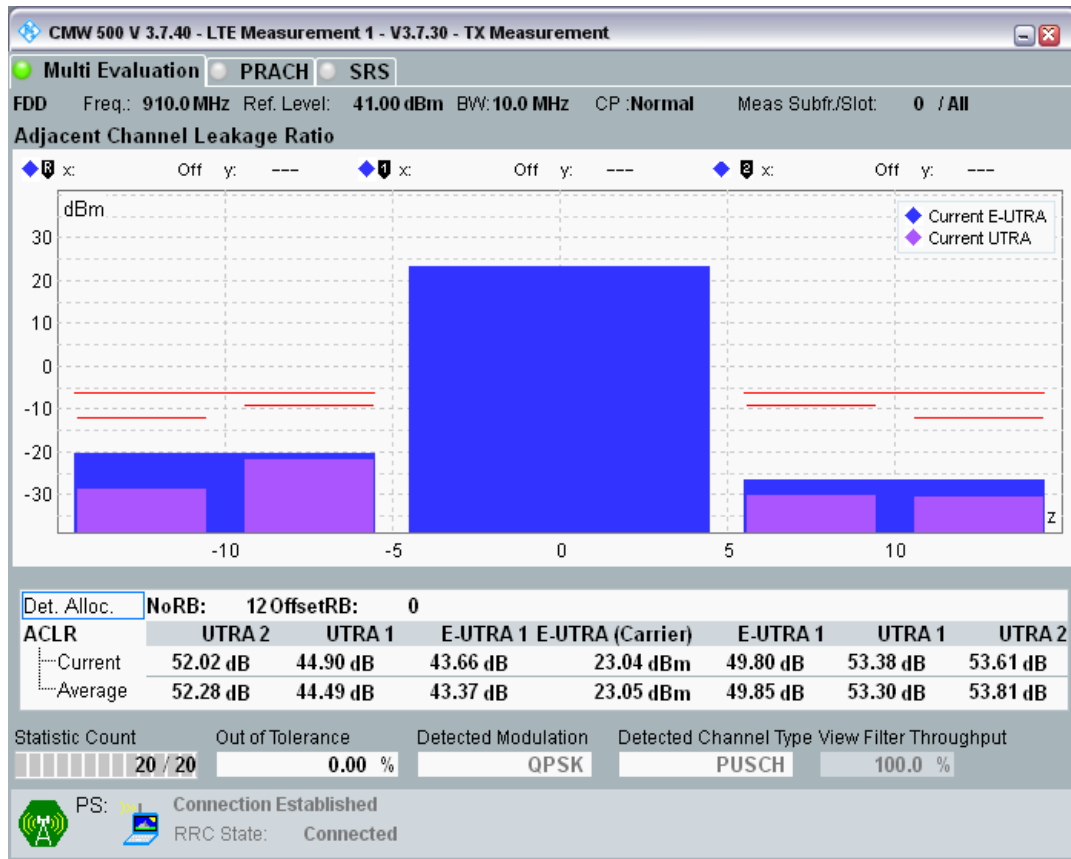 CMW 500 V 3.7.40 - LTE Measurement 1 - V3.7.30 - TX Measurement
Multi Evaluation PRACH SRS
FDD Freq.: 910.0 MHz Ref. Level: 41.00 dBm BW: 10.0 MHz CP :Normal Meas Subfr./Slot: 0 / All
Adjacent Channel Leakage Ratio
R x: Off y: --- 1 x: Off y: --- 2 x: Off y: ---
dBm
Current E-UTRA
Current UTRA
30
20
10
0
-10
-20
-30
z
-10 -5 0 5 10
Det. Alloc. NoRB: 12 OffsetRB: 0
ACLR UTRA 2 UTRA 1 E-UTRA 1 E-UTRA (Carrier) E-UTRA 1 UTRA 1 UTRA 2
Current 52.02 dB 44.90 dB 43.66 dB 23.04 dBm 49.80 dB 53.38 dB 53.61 dB
Average 52.28 dB 44.49 dB 43.37 dB 23.05 dBm 49.85 dB 53.30 dB 53.81 dB
Statistic Count Out of Tolerance Detected Modulation Detected Channel Type View Filter Throughput
20 / 20 0.00 % QPSK PUSCH 100.0 %
PS: Connection Established
RRC State: Connected